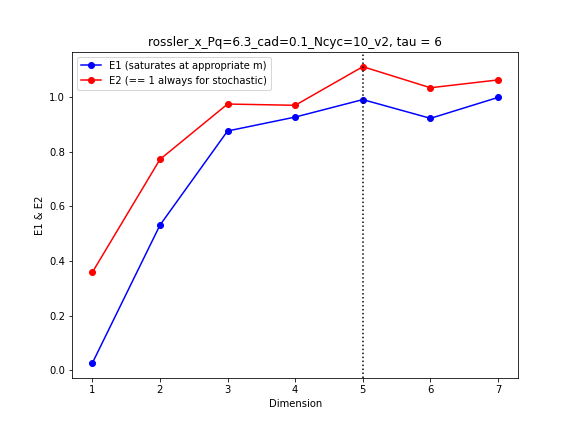 rossler_x_Pq=6.3_cad=0.1_Ncyc=10_v2, tau = 6
E1 (saturates at appropriate m)
E2 (== 1 always for stochastic)
E1 & E2
1.0
0.8
0.6
0.4
0.2
0.0
1 2 3 4 5 6 7
Dimension